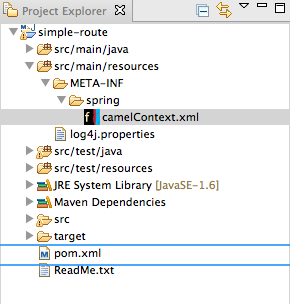 Project Explorer
simple-route
src/main/java
src/main/resources
META-INF
spring
camelContext.xml
log4j.properties
src/test/java
src/test/resources
JRE System Library [JavaSE-1.6]
Maven Dependencies
src
target
pom.xml
ReadMe.txt